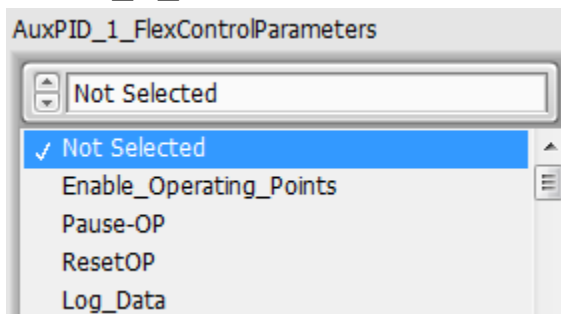 AuxPID_1_FlexControlParameters
Not Selected
✓ Not Selected
Enable_Operating_Points
Pause-OP
ResetOP
Log_Data